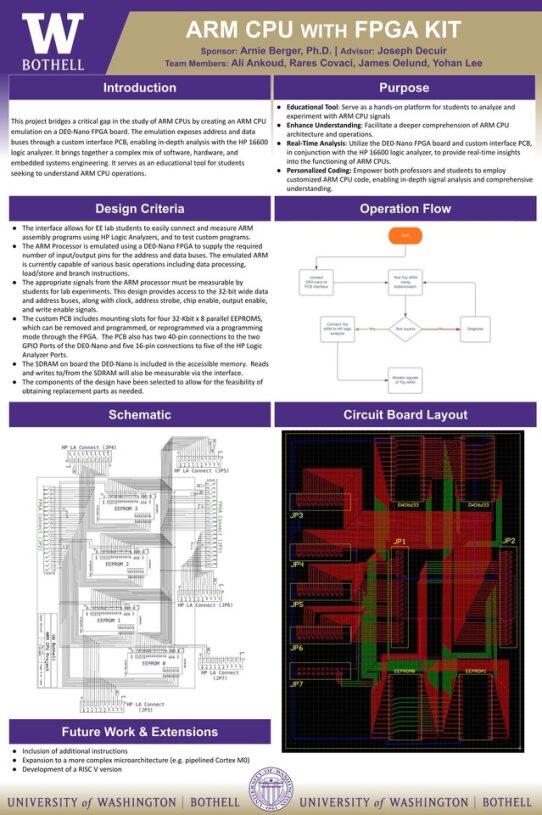 W
BOTHELL
ARM CPU WITH FPGA KIT
Sponsor: Arnie Berger, Ph.D. | Advisor: Joseph Decuir
Team Members: Ali Ankoud, Rares Covaci, James Oelund, Yohan Lee
Introduction
This project bridges a critical gap in the study of ARM CPUs by creating an ARM CPU
emulation on a DE0-Nano FPGA board. The emulation exposes address and data
buses through a custom interface PCB, enabling in-depth analysis with the HP 16600
logic analyzer. It brings together a complex mix of software, hardware, and
embedded systems engineering. It serves as an educational tool for students
seeking to understand ARM CPU operations.
Purpose
● Educational Tool: Serve as a hands-on platform for students to analyze and
experiment with ARM CPU signals
● Enhance Understanding: Facilitate a deeper comprehension of ARM CPU
architecture and operations.
● Real-Time Analysis: Utilize the DE0-Nano FPGA board and custom interface PCB,
in conjunction with the HP 16600 logic analyzer, to provide real-time insights
into the functioning of ARM CPUs.
● Personalized Coding: Empower both professors and students to employ
customized ARM CPU code, enabling in-depth signal analysis and comprehensive
understanding.
Design Criteria
● The interface allows for EE lab students to easily connect and measure ARM
assembly programs using HP Logic Analyzers, and to test custom programs.
● The ARM Processor is emulated using a DE0-Nano FPGA to supply the required
number of input/output pins for the address and data buses. The emulated ARM
is currently capable of various basic operations including data processing,
load/store and branch instructions.
● The appropriate signals from the ARM processor must be measurable by
students for lab experiments. This design provides access to the 32-bit wide data
and address buses, along with clock, address strobe, chip enable, output enable,
and write enable signals.
● The custom PCB includes mounting slots for four 32-Kbit x 8 parallel EEPROMS,
which can be removed and programmed, or reprogrammed via a programming
mode through the FPGA. The PCB also has two 40-pin connections to the two
GPIO Ports of the DE0-Nano and five 16-pin connections to five of the HP Logic
Analyzer Ports.
● The SDRAM on board the DE0-Nano is included in the accessible memory. Reads
and writes to/from the SDRAM will also be measurable via the interface.
● The components of the design have been selected to allow for the feasibility of
obtaining replacement parts as needed.
Operation Flow
Start
connect
DE0-nano to
PCB interface
Test Toy ARM
using
button/switch
Connect Toy
ARM to HP logic
analyzer
Yes
Test sucess
No
Diagnose
Monitor signals
of Toy ARM
Schematic
HP LA Connect (JP4)
HP LA Connect (JP5)
EEPROM 3
EEPROM 2
EEPROM 1
EEPROM 0
HP LA Connect (JP6)
HP LA Connect
(JP7)
HP LA Connect
(JP3)
Circuit Board Layout
JP3
JP1
JP2
JP4
JP5
JP6
JP7
EEPROM0
EEPROM1
Future Work & Extensions
● Inclusion of additional instructions
● Expansion to a more complex microarchitecture (e.g. pipelined Cortex M0)
● Development of a RISC V version
UNIVERSITY of WASHINGTON | BOTHELL
UNIVERSITY of WASHINGTON | BOTHELL